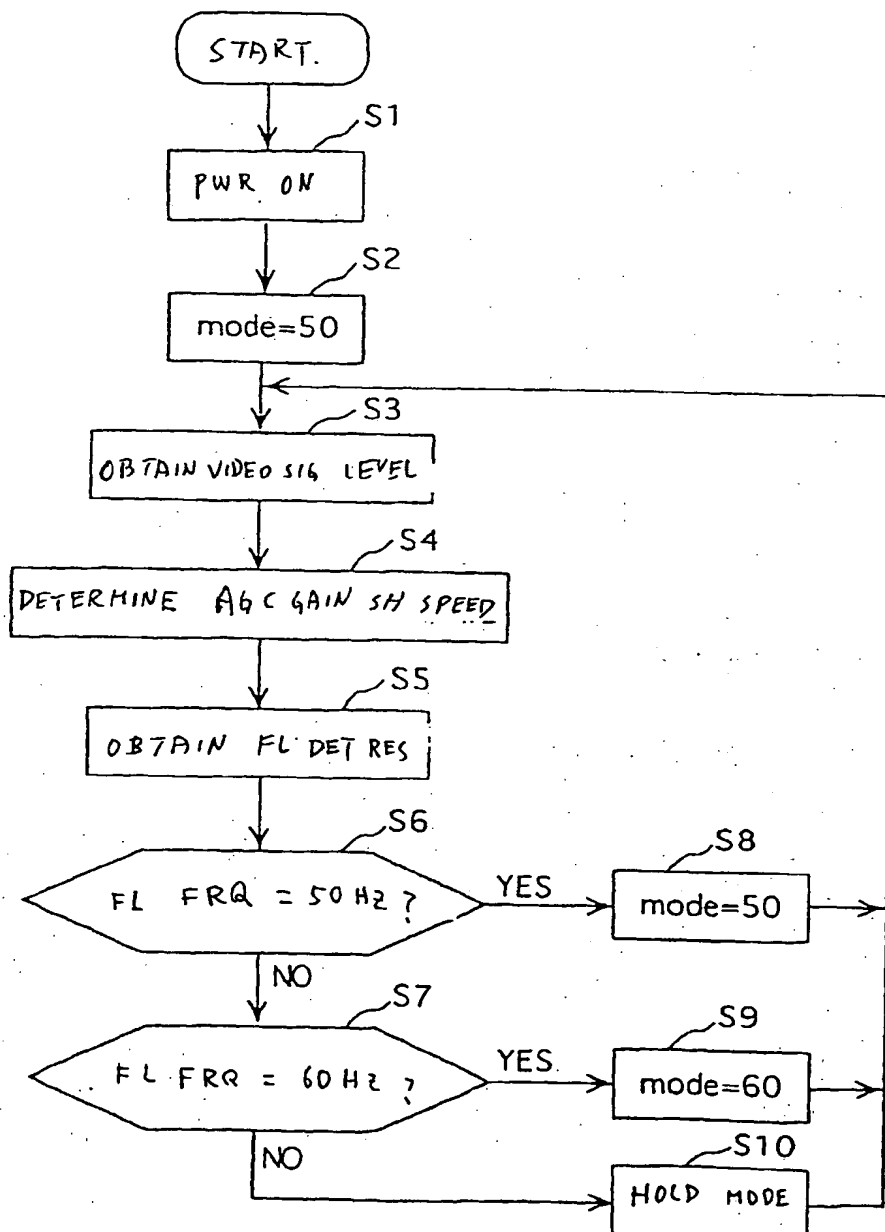 START.
S1
PWR ON
S2
mode=50
S3
OBTAIN VIDEO SIG LEVEL
S4
DETERMINE AGC GAIN SH SPEED
S5
OBTAIN FL DET RES
S6
FL FRQ = 50 HZ ?
YES
S8
mode=50
NO
S7
FL FRQ = 60 HZ ?
YES
S9
mode=60
NO
S10
HOLD MODE